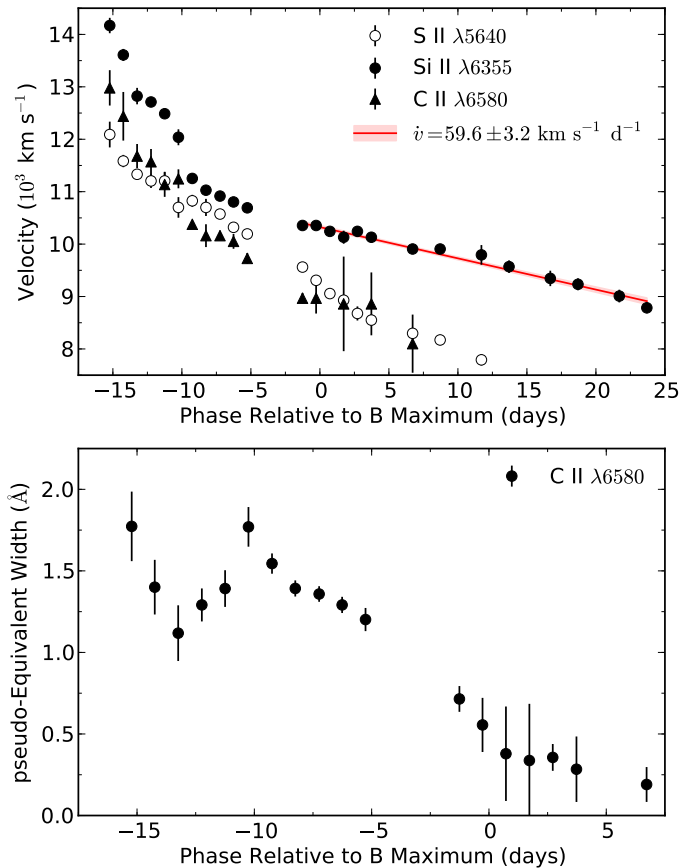 14
13
12
11
10
9
8
Velocity (10³ km s⁻¹)
S II λ5640
Si II λ6355
C II λ6580
v̇=59.6±3.2 km s⁻¹ d⁻¹
−15 −10 −5 0 5 10 15 20 25
Phase Relative to B Maximum (days)
2.0
1.5
1.0
0.5
0.0
pseudo-Equivalent Width (Å)
C II λ6580
−15 −10 −5 0 5
Phase Relative to B Maximum (days)